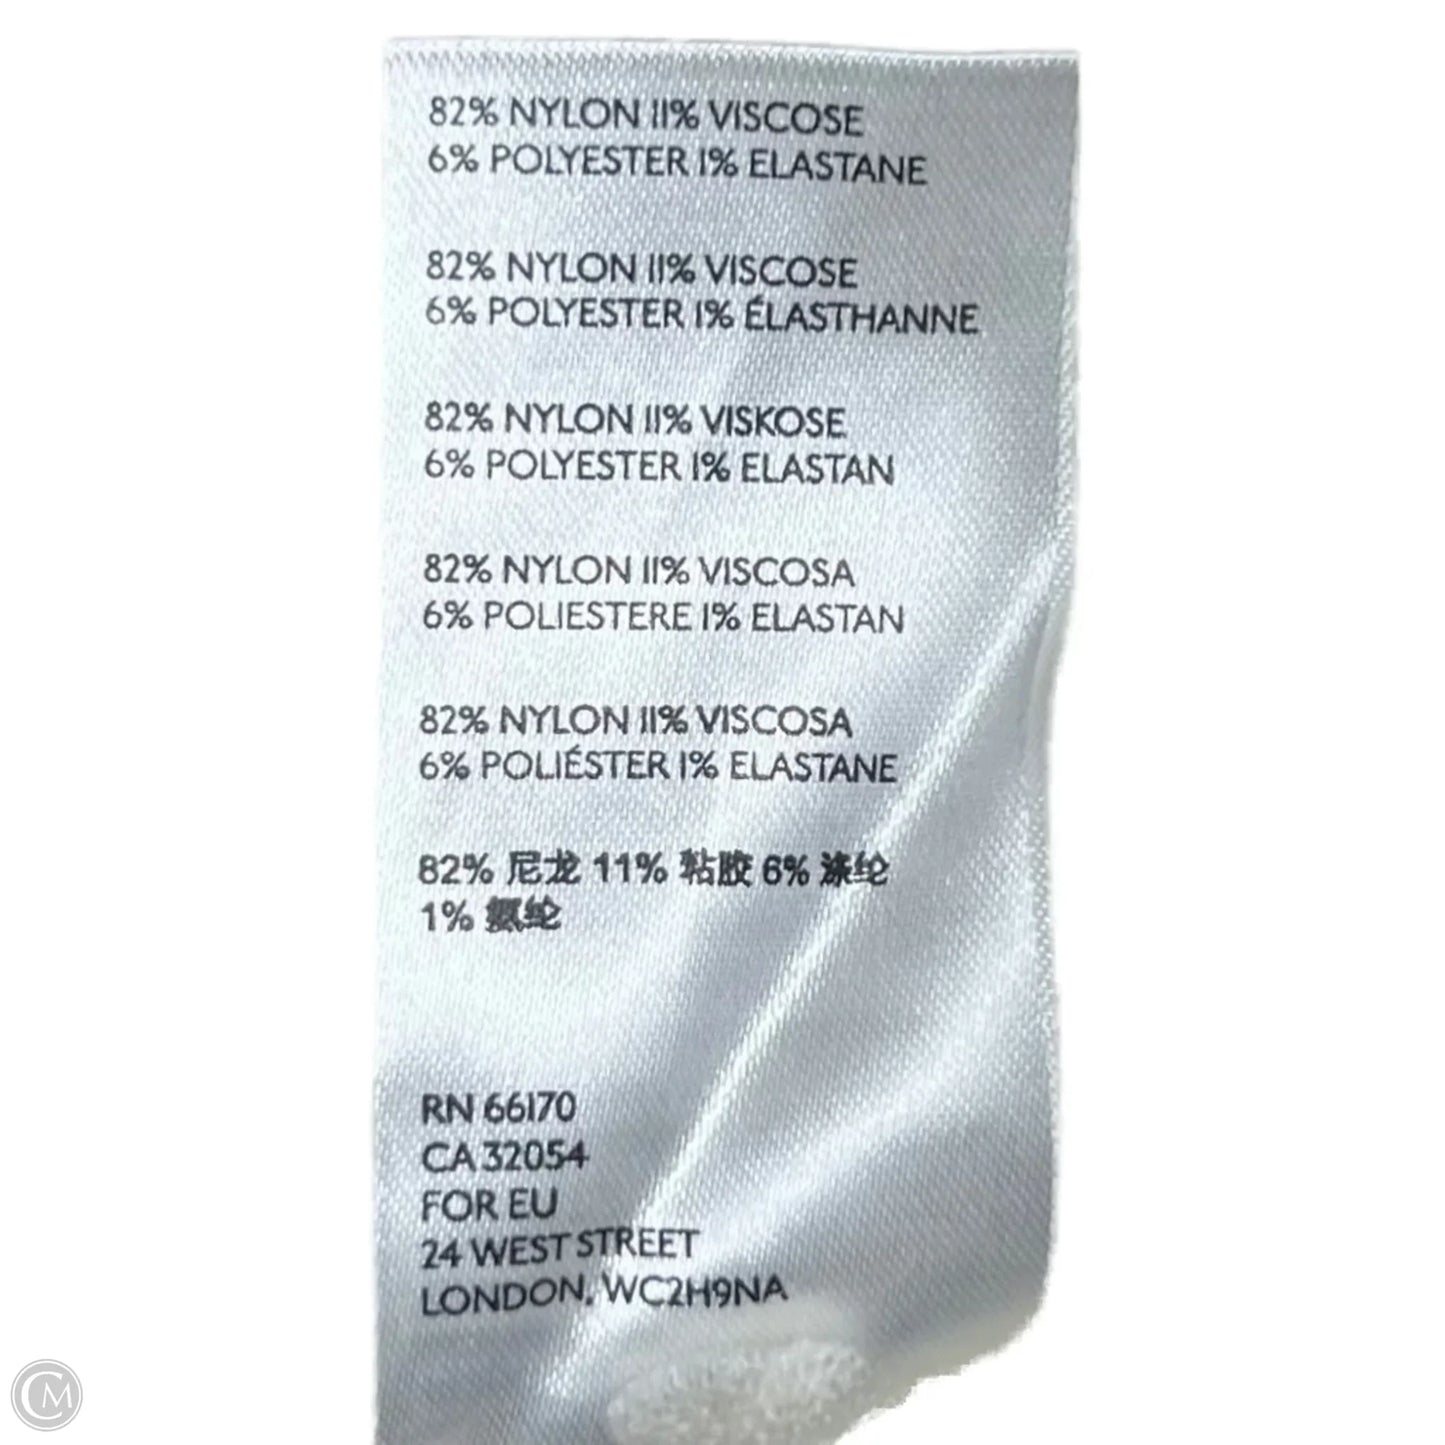 82% NYLON 11% VISCOSE
6% POLYESTER 1% ELASTANE
82% NYLON 11% VISCOSE
6% POLYESTER 1% ÉLASTHANNE
82% NYLON 11% VISKOSE
6% POLYESTER 1% ELASTAN
82% NYLON 11% VISCOSA
6% POLIESTERE 1% ELASTAN
82% NYLON 11% VISCOSA
6% POLIÉSTER 1% ELASTANE
82% 尼龙 11% 粘胶 6% 涤纶
1% 氨纶
RN 66170
CA 32054
FOR EU
24 WEST STREET
LONDON, WC2H9NA
CM